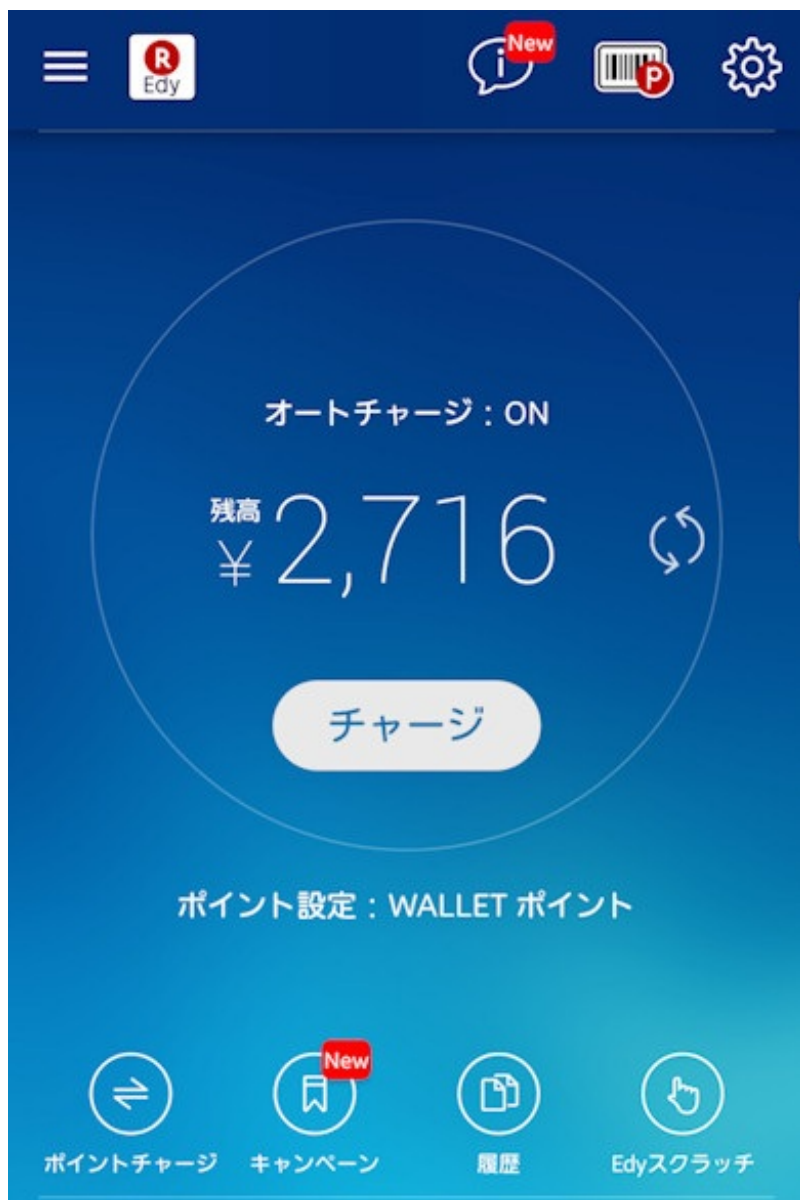 R
Edy
New
P
オートチャージ : ON
残高
¥ 2,716
チャージ
ポイント設定 : WALLET ポイント
New
ポイントチャージ
キャンペーン
履歴
Edyスクラッチ